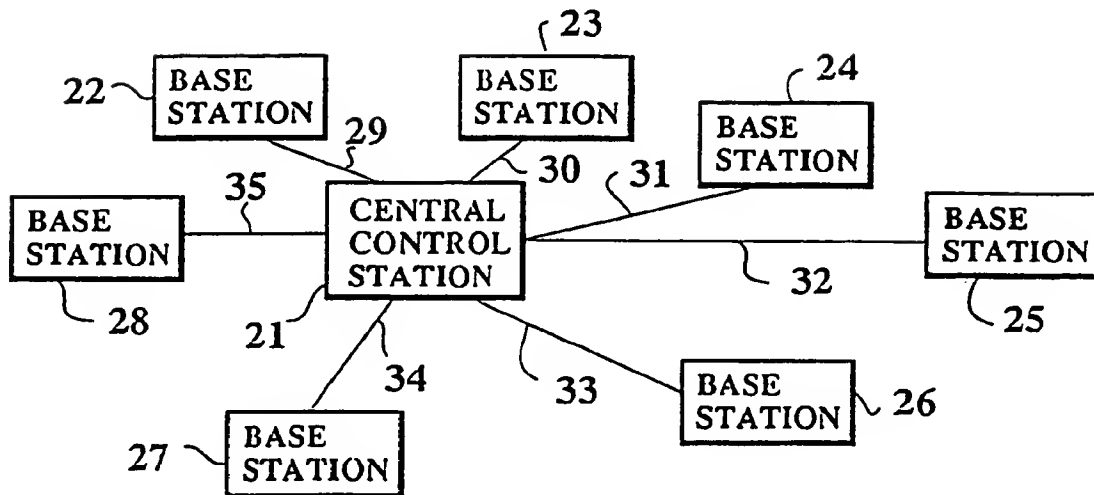 23
22
BASE
STATION
BASE
STATION
24
BASE
STATION
29
30
31
35
BASE
STATION
CENTRAL
CONTROL
STATION
BASE
STATION
32
28
21
25
34
33
BASE
STATION
26
27
BASE
STATION